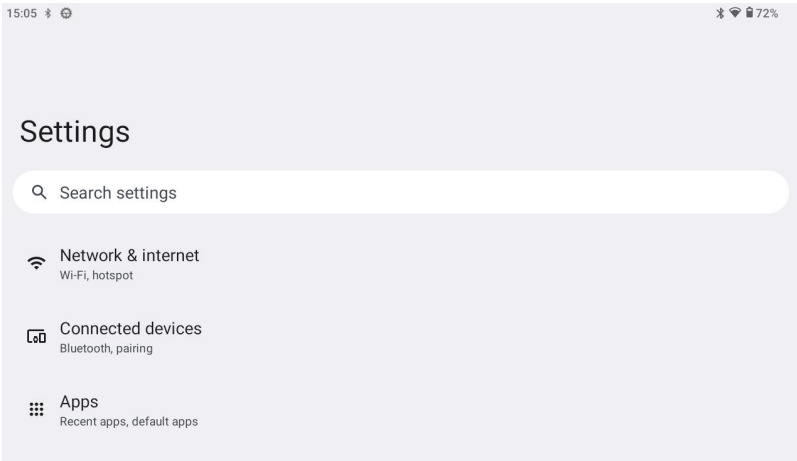 15:05 72%
Settings
Search settings
Network & internet
Wi-Fi, hotspot
Connected devices
Bluetooth, pairing
Apps
Recent apps, default apps